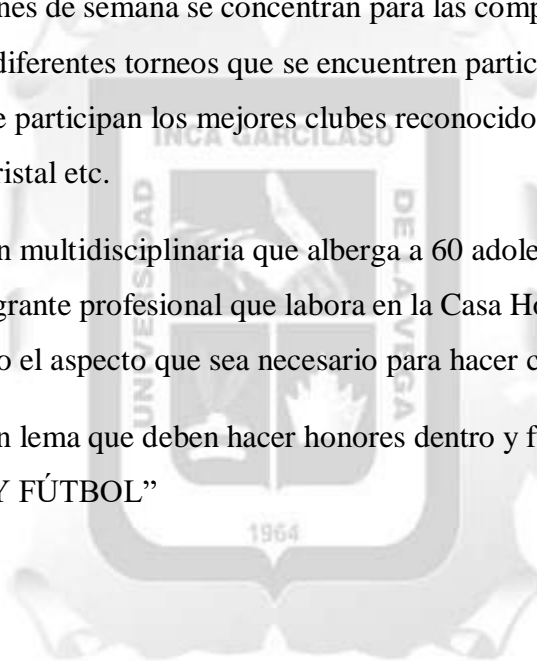 nes de semana se concentran para las comp
diferentes torneos que se encuentren partic
e participan los mejores clubes reconocido
INCA GARCILASO
ristal etc.
UNIVERSIDAD
DE LA VEGA
n multidisciplinaria que alberga a 60 adole
grante profesional que labora en la Casa Ho
o el aspecto que sea necesario para hacer c
n lema que deben hacer honores dentro y f
Y FÚTBOL”
1964